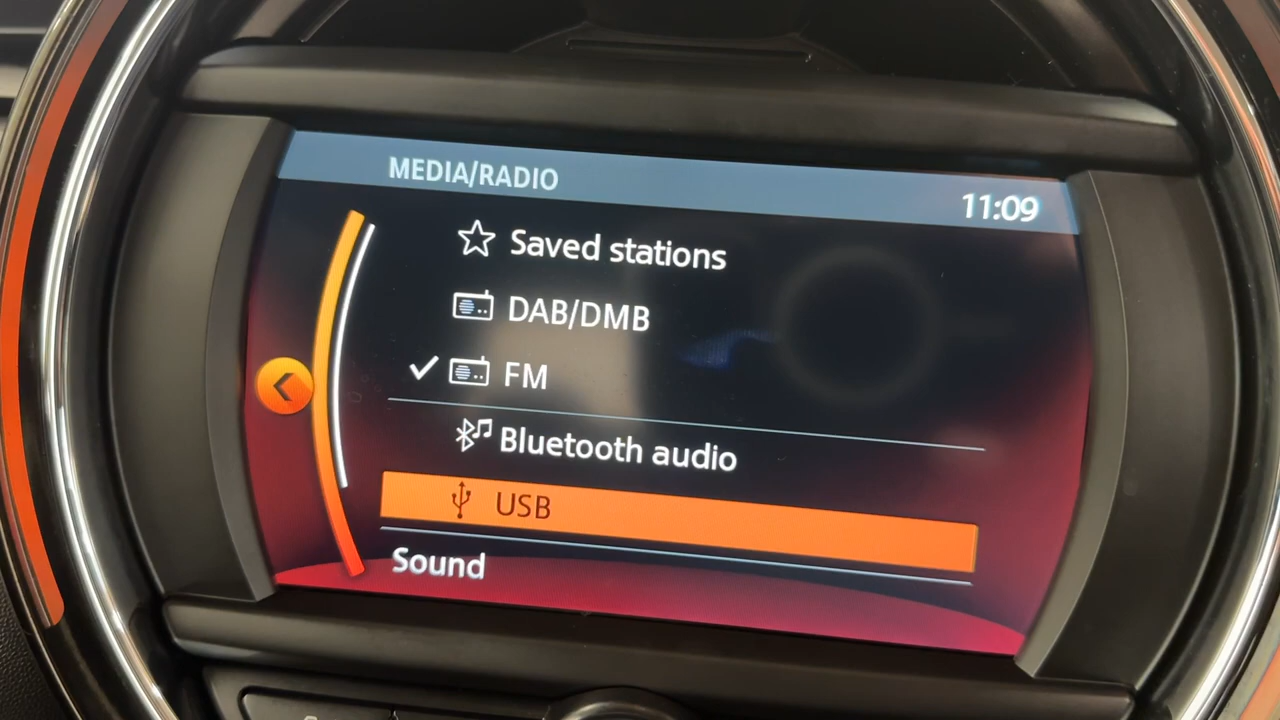 MEDIA/RADIO
11:09
Saved stations
DAB/DMB
FM
Bluetooth audio
USB
Sound